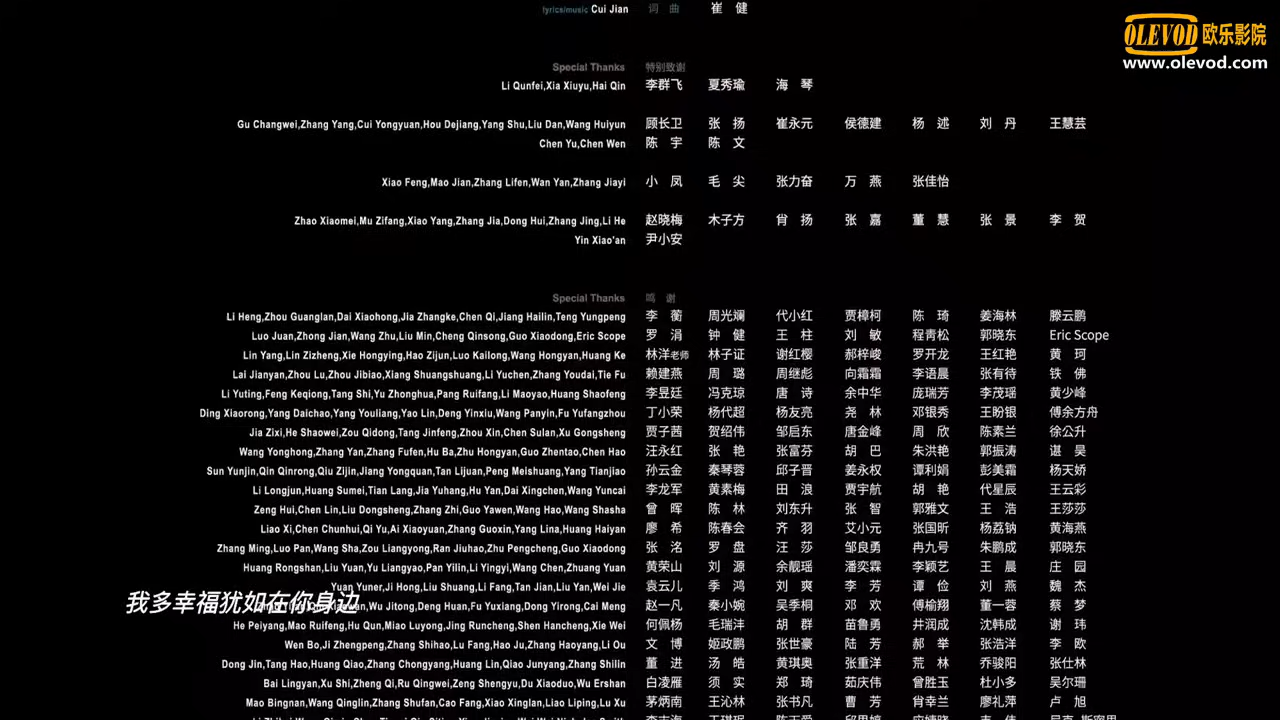 lyrics/music Cui Jian 词 曲 崔 健
OLEVOD 欧乐影院
www.olevod.com
Special Thanks 特别致谢
Li Qunfei,Xia Xiuyu,Hai Qin 李群飞 夏秀瑜 海 琴
Gu Changwei,Zhang Yang,Cui Yongyuan,Hou Dejiang,Yang Shu,Liu Dan,Wang Huiyun 顾长卫 张 扬 崔永元 侯德建 杨 述 刘 丹 王慧芸
Chen Yu,Chen Wen 陈 宇 陈 文
Xiao Feng,Mao Jian,Zhang Lifen,Wan Yan,Zhang Jiayi 小 凤 毛 尖 张力奋 万 燕 张佳怡
Zhao Xiaomei,Mu Zifang,Xiao Yang,Zhang Jia,Dong Hui,Zhang Jing,Li He 赵晓梅 木子方 肖 扬 张 嘉 董 慧 张 景 李 贺
Yin Xiao'an 尹小安
Special Thanks 鸣 谢
Li Heng,Zhou Guanglan,Dai Xiaohong,Jia Zhangke,Chen Qi,Jiang Hailin,Teng Yungpeng 李 蘅 周光斓 代小红 贾樟柯 陈 琦 姜海林 滕云鹏
Luo Juan,Zhong Jian,Wang Zhu,Liu Min,Cheng Qinsong,Guo Xiaodong,Eric Scope 罗 涓 钟 健 王 柱 刘 敏 程青松 郭晓东 Eric Scope
Lin Yang,Lin Zizheng,Xie Hongying,Hao Zijun,Luo Kailong,Wang Hongyan,Huang Ke 林洋老师 林子证 谢红樱 郝梓峻 罗开龙 王红艳 黄 珂
Lai Jianyan,Zhou Lu,Zhou Jibiao,Xiang Shuangshuang,Li Yuchen,Zhang Youdai,Tie Fu 赖建燕 周 璐 周继彪 向霜霜 李语晨 张有待 铁 佛
Li Yuting,Feng Keqiong,Tang Shi,Yu Zhonghua,Pang Ruifang,Li Maoyao,Huang Shaofeng 李昱廷 冯克琼 唐 诗 余中华 庞瑞芳 李茂瑶 黄少峰
Ding Xiaorong,Yang Daichao,Yang Youliang,Yao Lin,Deng Yinxiu,Wang Panyin,Fu Yufangzhou 丁小荣 杨代超 杨友亮 尧 林 邓银秀 王盼银 傅余方舟
Jia Zixi,He Shaowei,Zou Qidong,Tang Jinfeng,Zhou Xin,Chen Sulan,Xu Gongsheng 贾子茜 贺绍伟 邹启东 唐金峰 周 欣 陈素兰 徐公升
Wang Yonghong,Zhang Yan,Zhang Fufen,Hu Ba,Zhu Hongyan,Guo Zhentao,Chen Hao 汪永红 张 艳 张富芬 胡 巴 朱洪艳 郭振涛 谌 昊
Sun Yunjin,Qin Qinrong,Qiu Zijin,Jiang Yongquan,Tan Lijuan,Peng Meishuang,Yang Tianjiao 孙云金 秦琴蓉 邱子晋 姜永权 谭利娟 彭美霜 杨天娇
Li Longjun,Huang Sumei,Tian Lang,Jia Yuhang,Hu Yan,Dai Xingchen,Wang Yuncai 李龙军 黄素梅 田 浪 贾宇航 胡 艳 代星辰 王云彩
Zeng Hui,Chen Lin,Liu Dongsheng,Zhang Zhi,Guo Yawen,Wang Hao,Wang Shasha 曾 晖 陈 林 刘东升 张 智 郭雅文 王 浩 王莎莎
Liao Xi,Chen Chunhui,Qi Yu,Ai Xiaoyuan,Zhang Guoxin,Yang Lina,Huang Haiyan 廖 希 陈春会 齐 羽 艾小元 张国昕 杨荔钠 黄海燕
Zhang Ming,Luo Pan,Wang Sha,Zou Liangyong,Ran Jiuhao,Zhu Pengcheng,Guo Xiaodong 张 洺 罗 盘 汪 莎 邹良勇 冉九号 朱鹏成 郭晓东
Huang Rongshan,Liu Yuan,Yu Liangyao,Pan Yilin,Li Yingyi,Wang Chen,Zhuang Yuan 黄荣山 刘 源 余靓瑶 潘奕霖 李颖艺 王 晨 庄 园
Yuan Yuner,Ji Hong,Liu Shuang,Li Fang,Tan Jian,Liu Yan,Wei Jie 袁云儿 季 鸿 刘 爽 李 芳 谭 俭 刘 燕 魏 杰
我多幸福犹如在你身边
Wu Jitong,Deng Huan,Fu Yuxiang,Dong Yirong,Cai Meng 赵一凡 秦小婉 吴季桐 邓 欢 傅榆翔 董一蓉 蔡 梦
He Peiyang,Mao Ruifeng,Hu Qun,Miao Luyong,Jing Runcheng,Shen Hancheng,Xie Wei 何佩杨 毛瑞沣 胡 群 苗鲁勇 井润成 沈韩成 谢 玮
Wen Bo,Ji Zhengpeng,Zhang Shihao,Lu Fang,Hao Ju,Zhang Haoyang,Li Ou 文 博 姬政鹏 张世豪 陆 芳 郝 举 张浩洋 李 欧
Dong Jin,Tang Hao,Huang Qiao,Zhang Chongyang,Huang Lin,Qiao Junyang,Zhang Shilin 董 进 汤 皓 黄琪奥 张重洋 荒 林 乔骏阳 张仕林
Bai Lingyan,Xu Shi,Zheng Qi,Ru Qingwei,Zeng Shengyu,Du Xiaoduo,Wu Ershan 白凌雁 须 实 郑 琦 茹庆伟 曾胜玉 杜小多 吴尔珊
Mao Bingnan,Wang Qinglin,Zhang Shufan,Cao Fang,Xiao Xinglan,Liao Liping,Lu Xu 茅炳南 王沁林 张书凡 曹 芳 肖幸兰 廖礼萍 卢 旭